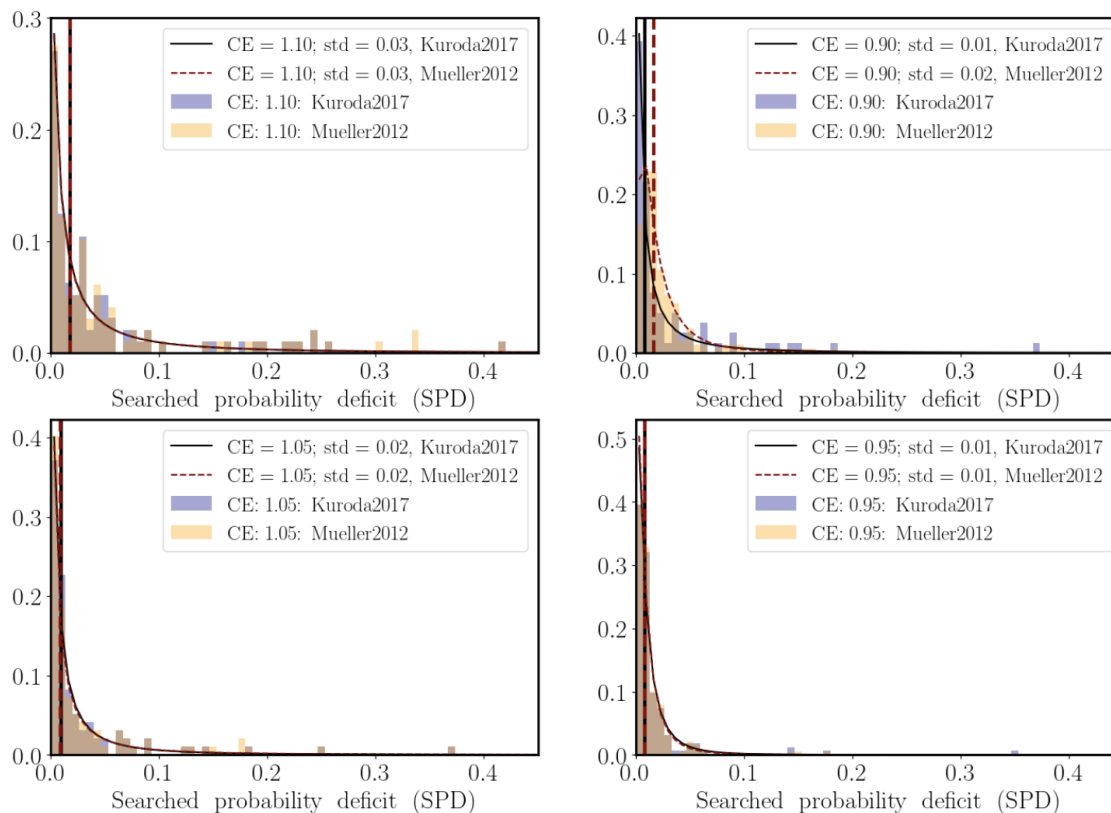 0.3
0.2
0.1
0.0
CE = 1.10; std = 0.03, Kuroda2017
CE = 1.10; std = 0.03, Mueller2012
CE: 1.10: Kuroda2017
CE: 1.10: Mueller2012
0.0 0.1 0.2 0.3 0.4
Searched probability deficit (SPD)
0.4
0.3
0.2
0.1
0.0
CE = 0.90; std = 0.01, Kuroda2017
CE = 0.90; std = 0.02, Mueller2012
CE: 0.90: Kuroda2017
CE: 0.90: Mueller2012
0.0 0.1 0.2 0.3 0.4
Searched probability deficit (SPD)
0.4
0.3
0.2
0.1
0.0
CE = 1.05; std = 0.02, Kuroda2017
CE = 1.05; std = 0.02, Mueller2012
CE: 1.05: Kuroda2017
CE: 1.05: Mueller2012
0.0 0.1 0.2 0.3 0.4
Searched probability deficit (SPD)
0.5
0.4
0.3
0.2
0.1
0.0
CE = 0.95; std = 0.01, Kuroda2017
CE = 0.95; std = 0.01, Mueller2012
CE: 0.95: Kuroda2017
CE: 0.95: Mueller2012
0.0 0.1 0.2 0.3 0.4
Searched probability deficit (SPD)